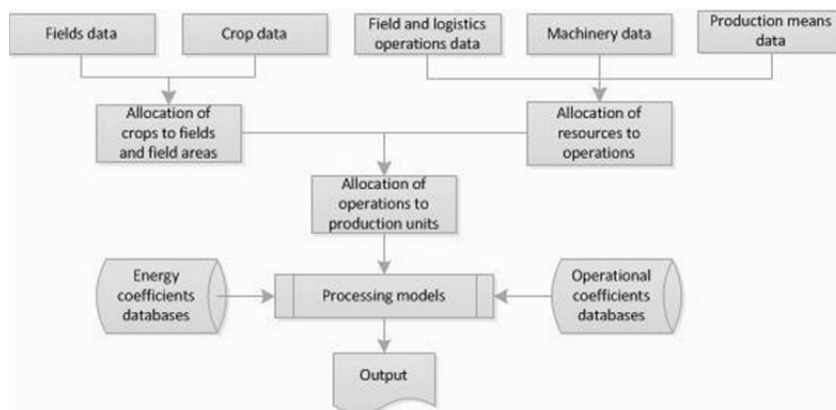 Fields data
Crop data
Field and logistics
operations data
Machinery data
Production means
data
Allocation of
crops to fields
and field areas
Allocation of
resources to
operations
Allocation of
operations to
production units
Energy
coefficients
databases
Processing models
Operational
coefficients
databases
Output